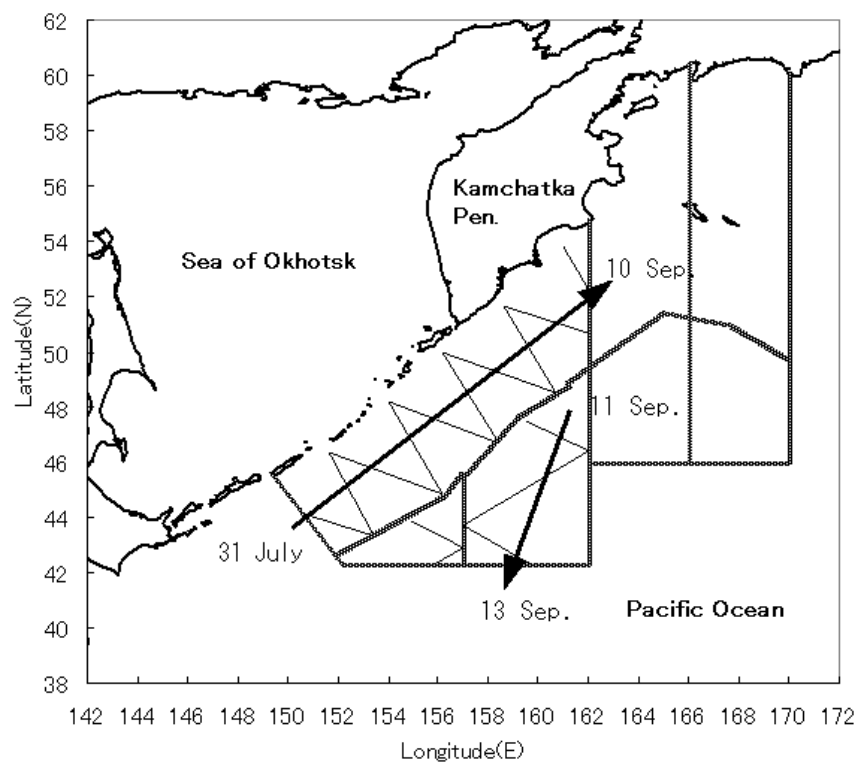 62
60
58
56
54
52
50
48
46
44
42
40
38
Latitude(N)
Kamchatka
Pen.
Sea of Okhotsk
10 Sep.
11 Sep.
31 July
13 Sep.
Pacific Ocean
142 144 146 148 150 152 154 156 158 160 162 164 166 168 170 172
Longitude(E)